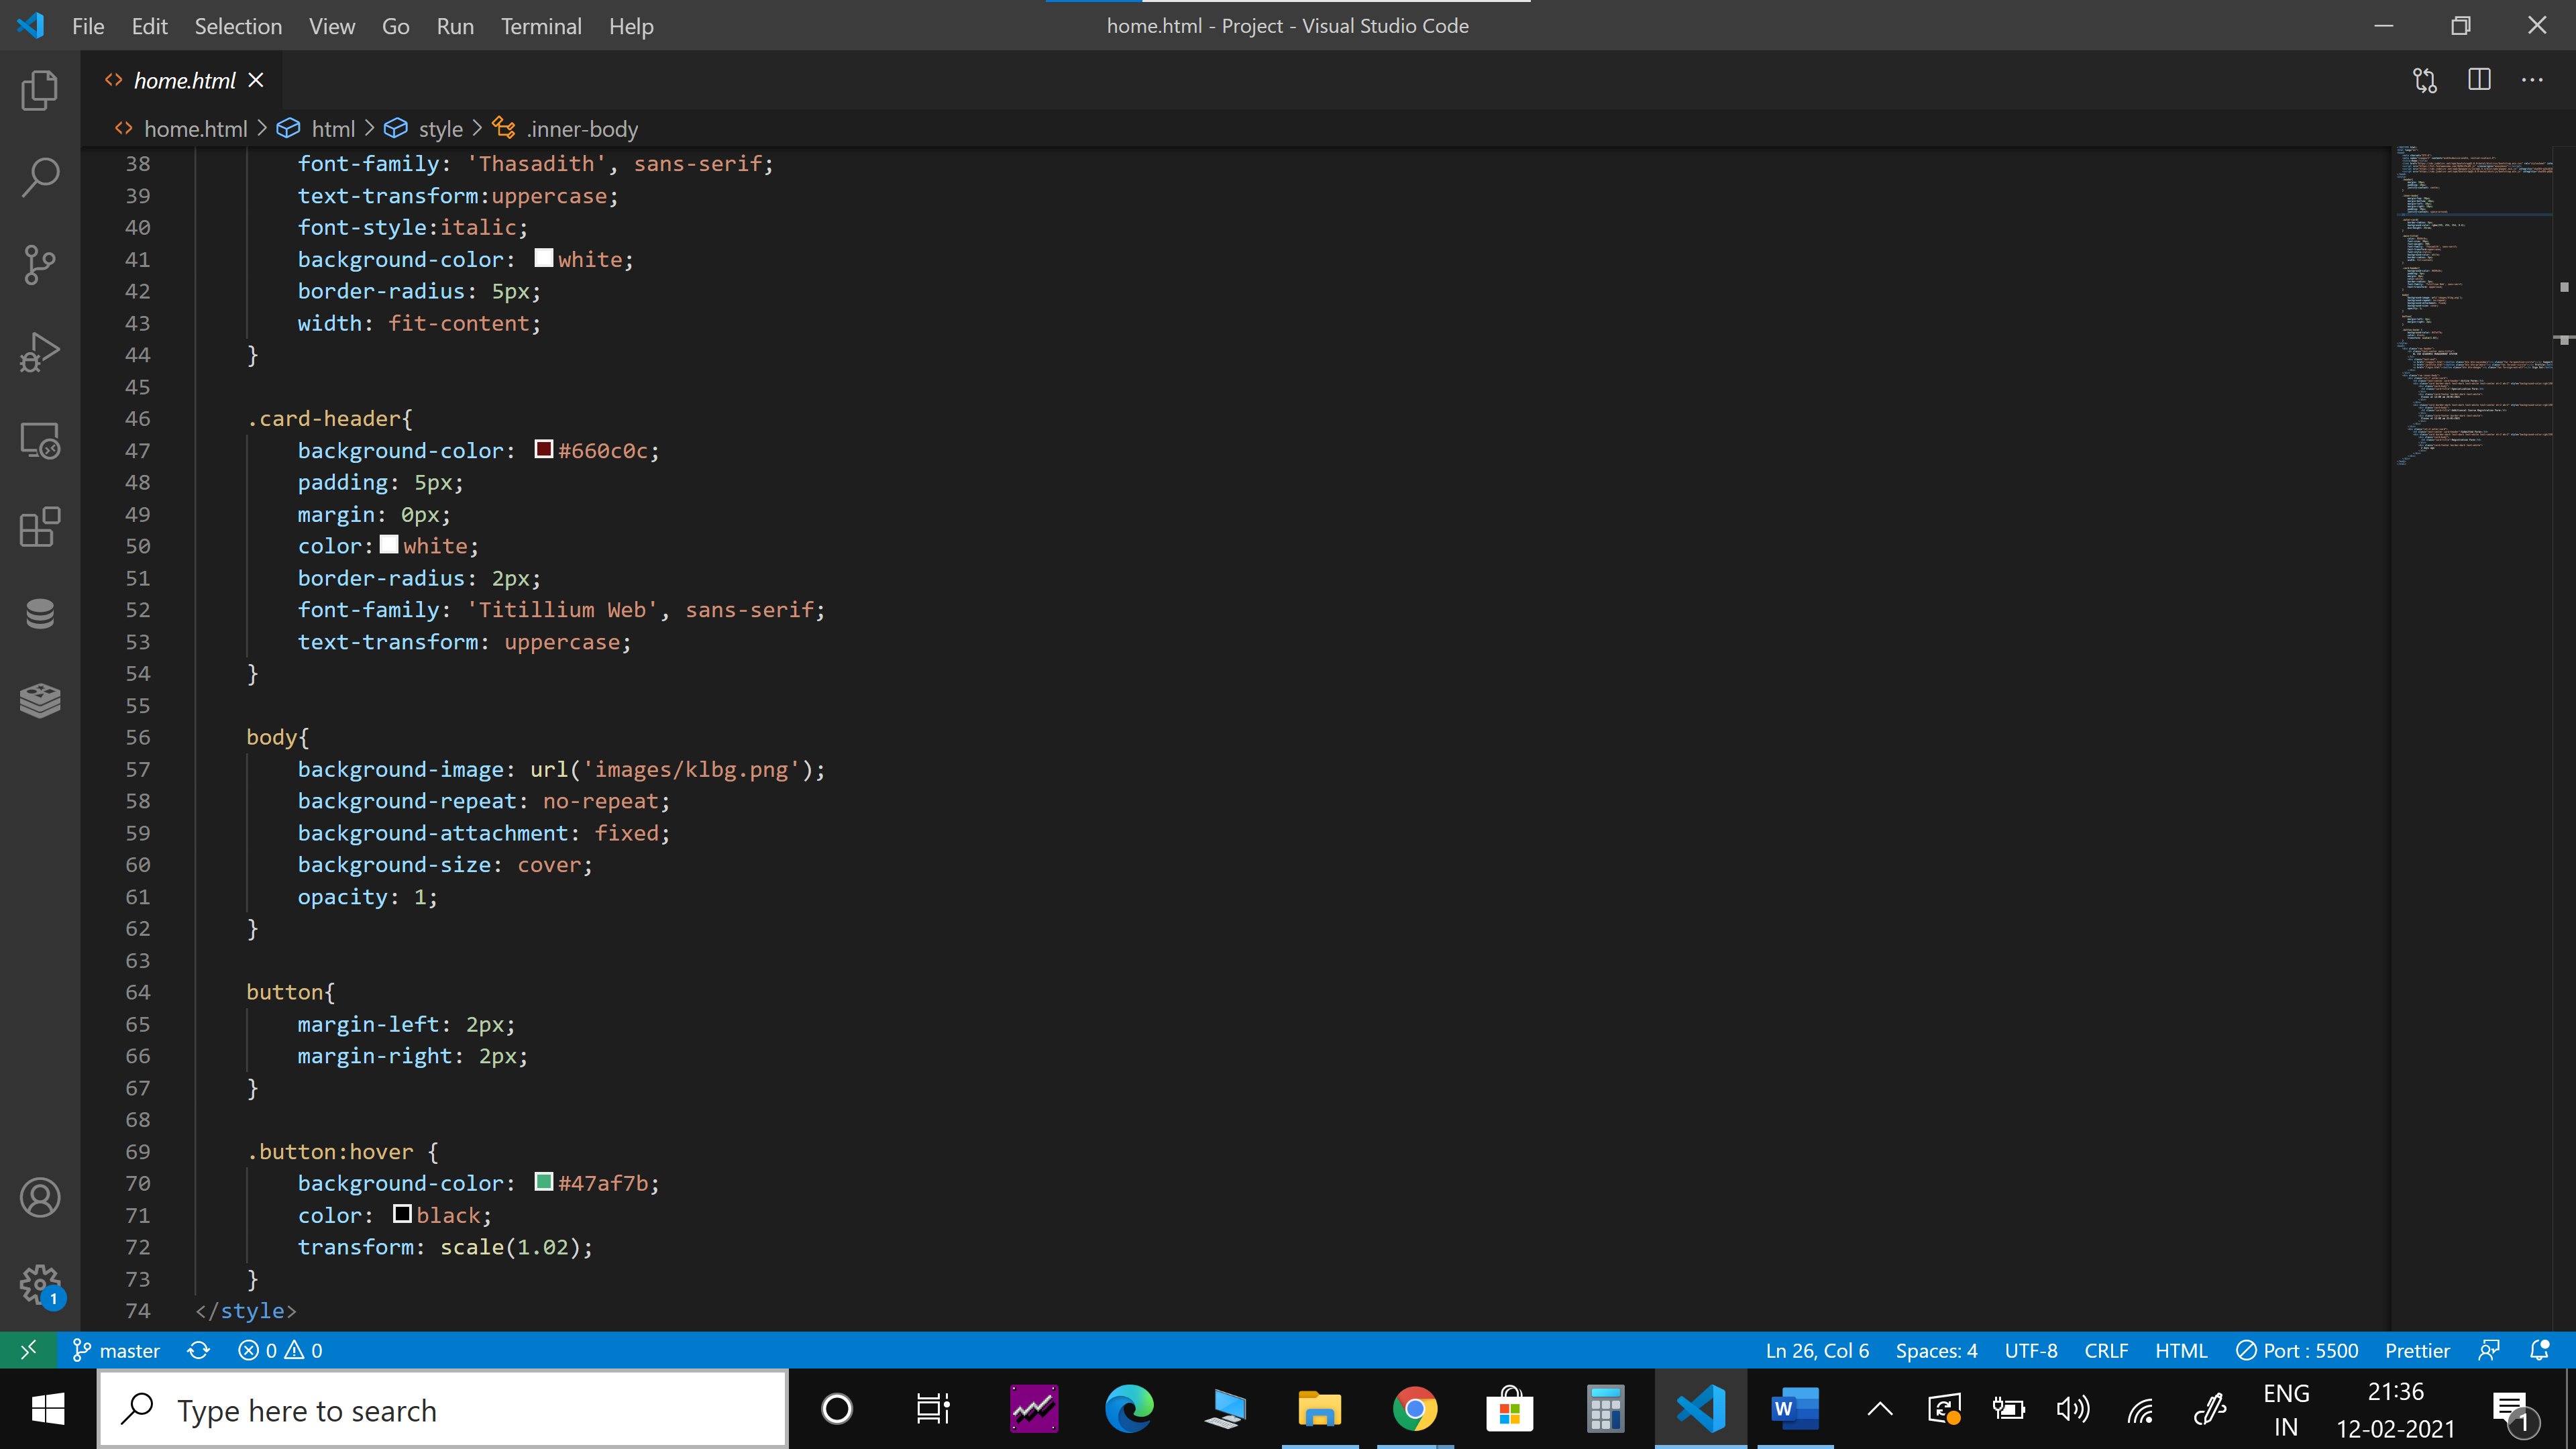 File Edit Selection View Go Run Terminal Help
home.html - Project - Visual Studio Code
home.html
home.html > html > style > .inner-body
38 font-family: 'Thasadith', sans-serif;
39 text-transform:uppercase;
40 font-style:italic;
41 background-color: white;
42 border-radius: 5px;
43 width: fit-content;
44 }
45
46 .card-header{
47 background-color: #660c0c;
48 padding: 5px;
49 margin: 0px;
50 color:white;
51 border-radius: 2px;
52 font-family: 'Titillium Web', sans-serif;
53 text-transform: uppercase;
54 }
55
56 body{
57 background-image: url('images/klbg.png');
58 background-repeat: no-repeat;
59 background-attachment: fixed;
60 background-size: cover;
61 opacity: 1;
62 }
63
64 button{
65 margin-left: 2px;
66 margin-right: 2px;
67 }
68
69 .button:hover {
70 background-color: #47af7b;
71 color: black;
72 transform: scale(1.02);
73 }
74 </style>
1
master 0 0 Ln 26, Col 6 Spaces: 4 UTF-8 CRLF HTML Port : 5500 Prettier
Type here to search
W
ENG
IN
21:36
12-02-2021
1